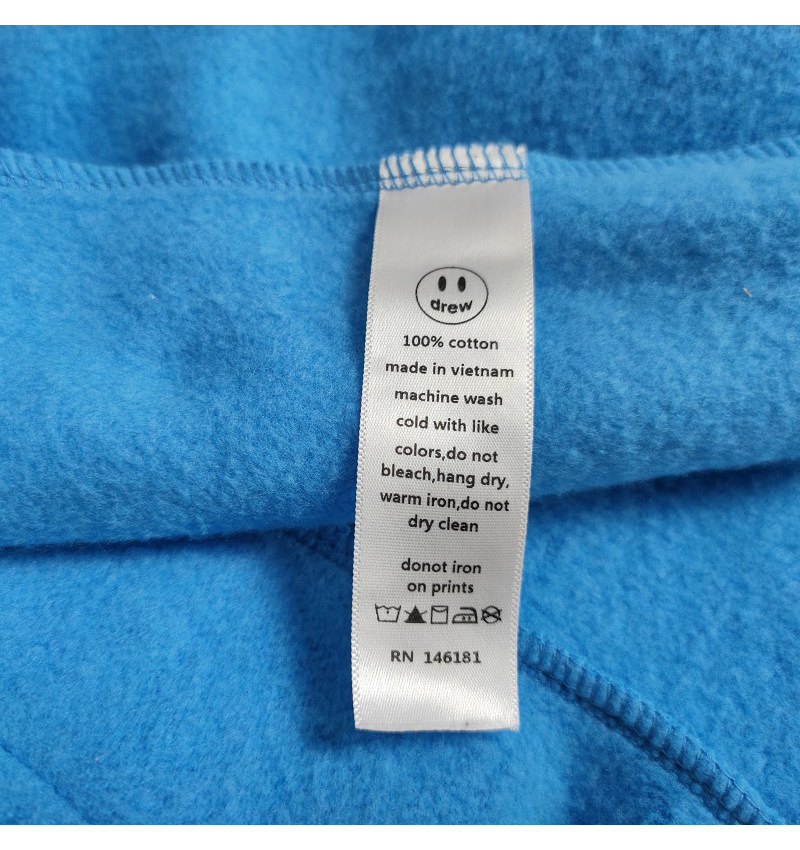 drew
100% cotton
made in vietnam
machine wash
cold with like
colors,do not
bleach,hang dry,
warm iron,do not
dry clean
donot iron
on prints
RN 146181